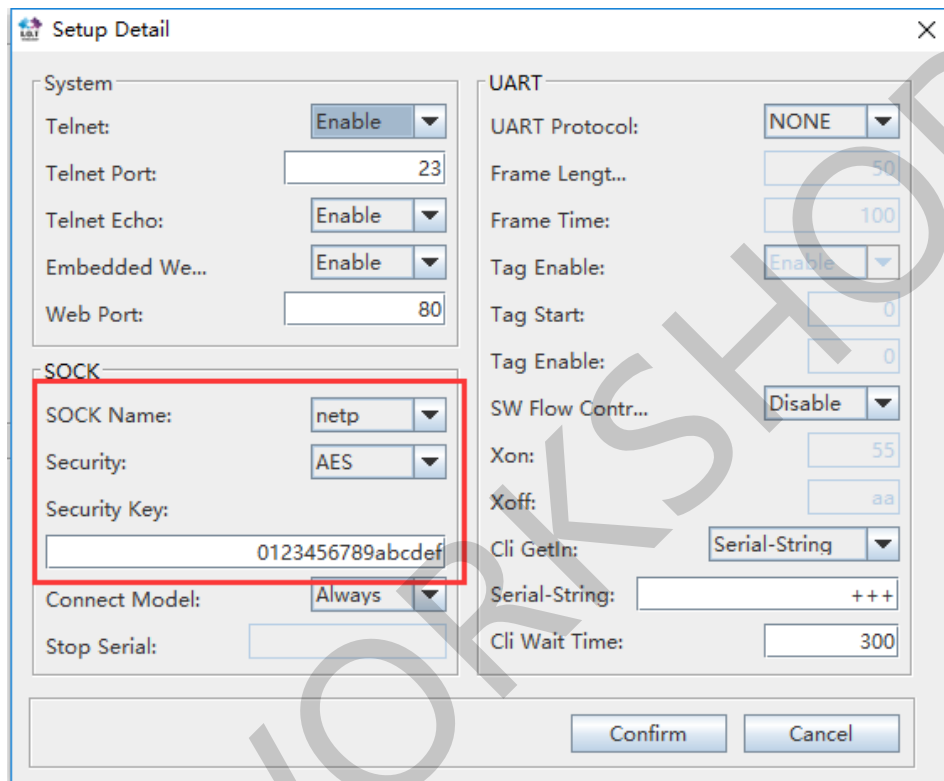 I.O.T
Setup Detail
System
Telnet: Enable
Telnet Port: 23
Telnet Echo: Enable
Embedded We... Enable
Web Port: 80
SOCK
SOCK Name: netp
Security: AES
Security Key:
0123456789abcdef
Connect Model: Always
Stop Serial:
UART
UART Protocol: NONE
Frame Lengt... 50
Frame Time: 100
Tag Enable: Enable
Tag Start: 0
Tag Enable: 0
SW Flow Contr... Disable
Xon: 55
Xoff: aa
Cli GetIn: Serial-String
Serial-String: +++
Cli Wait Time: 300
Confirm Cancel
WORKSHOP